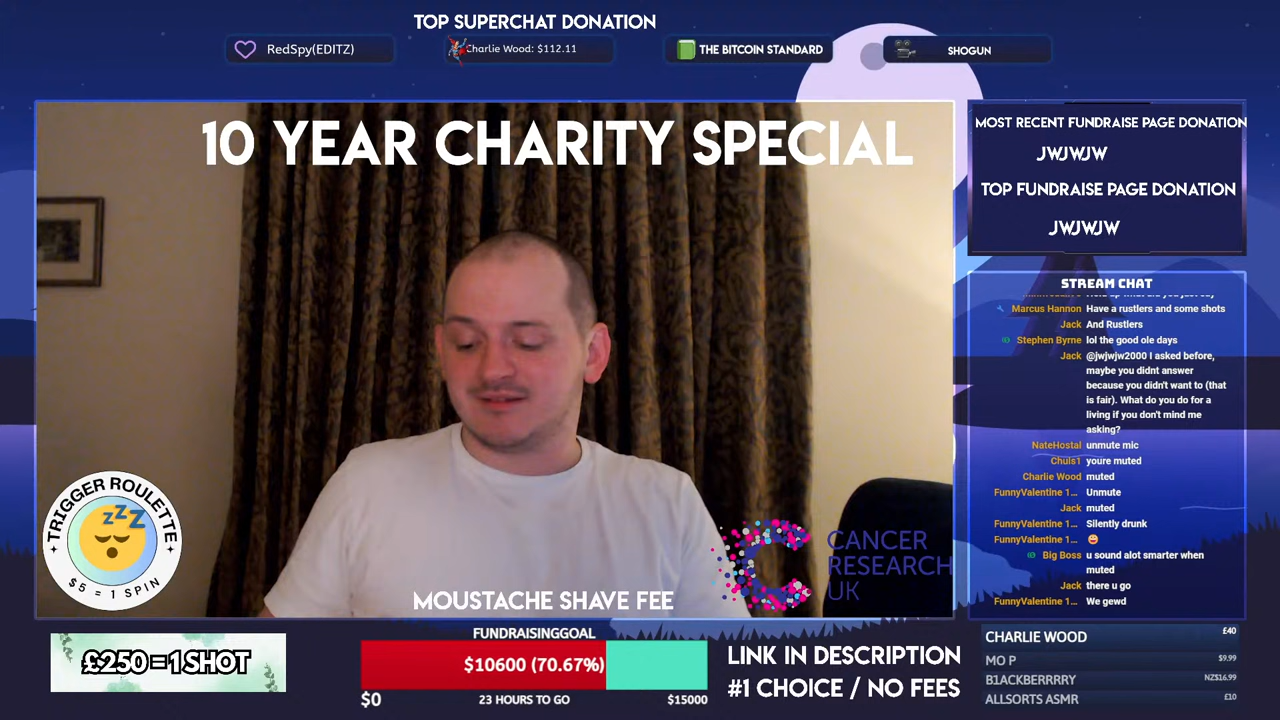 TOP SUPERCHAT DONATION
RedSpy(EDITZ)
Charlie Wood: $112.11
THE BITCOIN STANDARD
SHOGUN
10 YEAR CHARITY SPECIAL
MOST RECENT FUNDRAISE PAGE DONATION
JWJWJW
TOP FUNDRAISE PAGE DONATION
JWJWJW
STREAM CHAT
Marcus Hannon Have a rustlers and some shots
Jack And Rustlers
Stephen Byrne lol the good ole days
Jack @jwjwjw2000 I asked before,
maybe you didnt answer
because you didn't want to (that
is fair). What do you do for a
living if you don't mind me
asking?
NateHostal unmute mic
Chuls1 youre muted
Charlie Wood muted
FunnyValentine 1... Unmute
Jack muted
FunnyValentine 1... Silently drunk
FunnyValentine 1... 😀
Big Boss u sound alot smarter when
muted
Jack there u go
FunnyValentine 1... We gewd
TRIGGER ROULETTE
zzZ
$5 = 1 SPIN
CANCER
RESEARCH
UK
MOUSTACHE SHAVE FEE
£250 = 1 SHOT
FUNDRAISINGGOAL
$10600 (70.67%)
$0
23 HOURS TO GO
$15000
LINK IN DESCRIPTION
#1 CHOICE / NO FEES
CHARLIE WOOD £40
MO P $9.99
B1ACKBERRRRY NZ$16.99
ALLSORTS ASMR £10